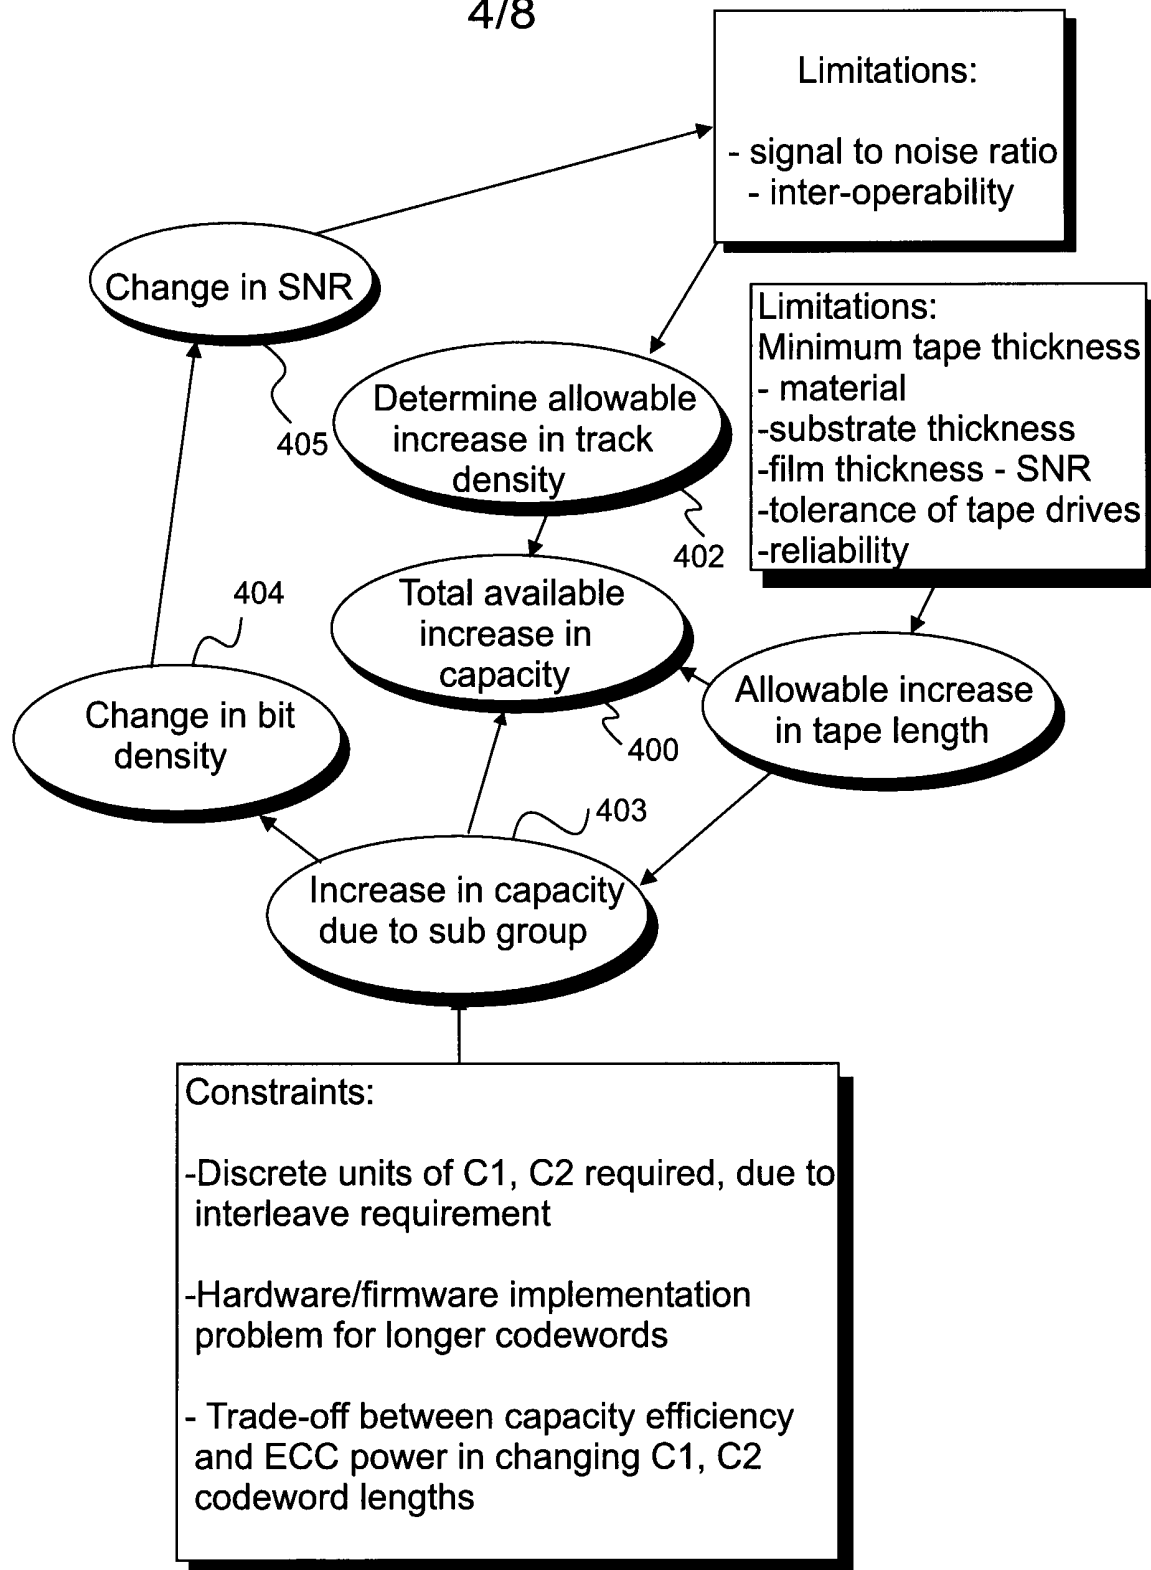 4/8
Limitations:
- signal to noise ratio
- inter-operability
Change in SNR
405
Limitations:
Minimum tape thickness
- material
-substrate thickness
-film thickness - SNR
-tolerance of tape drives
-reliability
Determine allowable
increase in track
density
402
404
Total available
increase in
capacity
400
Allowable increase
in tape length
Change in bit
density
403
Increase in capacity
due to sub group
Constraints:
-Discrete units of C1, C2 required, due to
interleave requirement
-Hardware/firmware implementation
problem for longer codewords
- Trade-off between capacity efficiency
and ECC power in changing C1, C2
codeword lengths